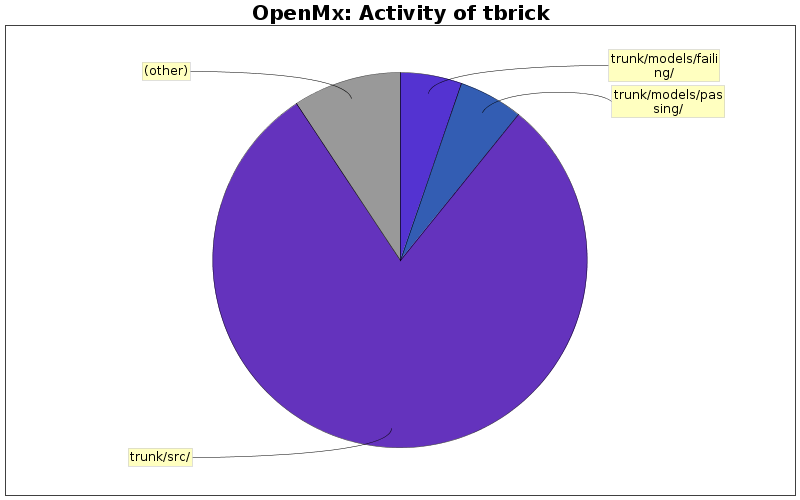 OpenMx: Activity of tbrick
(other)
trunk/models/faili
ng/
trunk/models/pas
sing/
trunk/src/